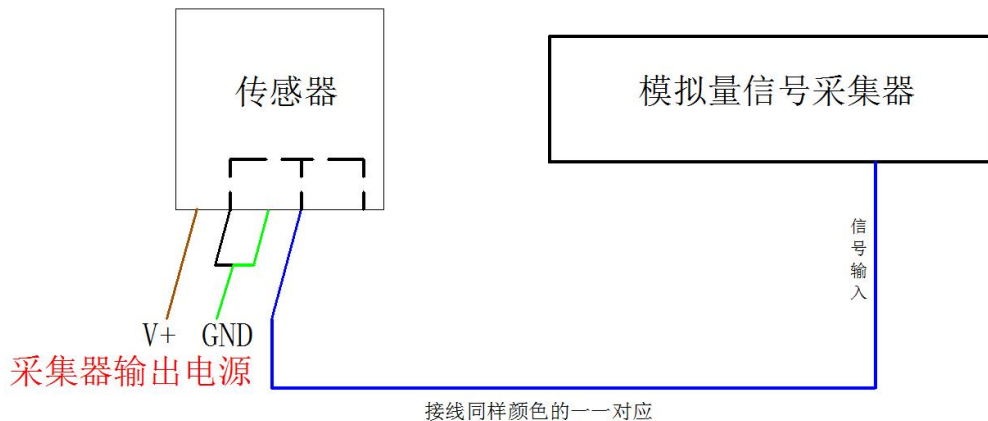 传感器
模拟量信号采集器
信号输入
V+ GND
采集器输出电源
接线同样颜色的一一对应